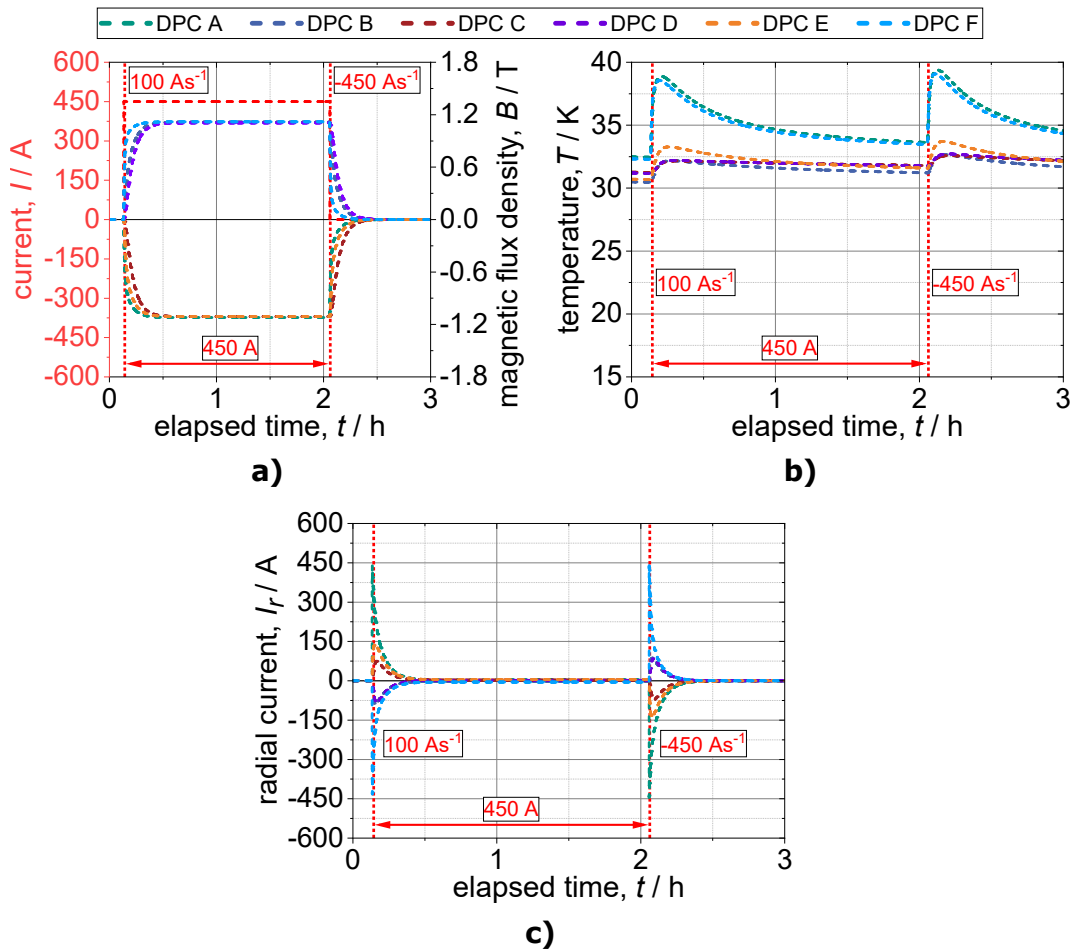 DPC A DPC B DPC C DPC D DPC E DPC F
600 450 300 150 0 -150 -300 -450 -600
current, I / A
100 As⁻¹
-450 As⁻¹
450 A
1.8 1.2 0.6 0.0 -0.6 -1.2 -1.8
magnetic flux density, B / T
0 1 2 3
elapsed time, t / h
a)
40 35 30 25 20 15
temperature, T / K
100 As⁻¹
-450 As⁻¹
450 A
0 1 2 3
elapsed time, t / h
b)
600 450 300 150 0 -150 -300 -450 -600
radial current, Iᵣ / A
100 As⁻¹
-450 As⁻¹
450 A
0 1 2 3
elapsed time, t / h
c)